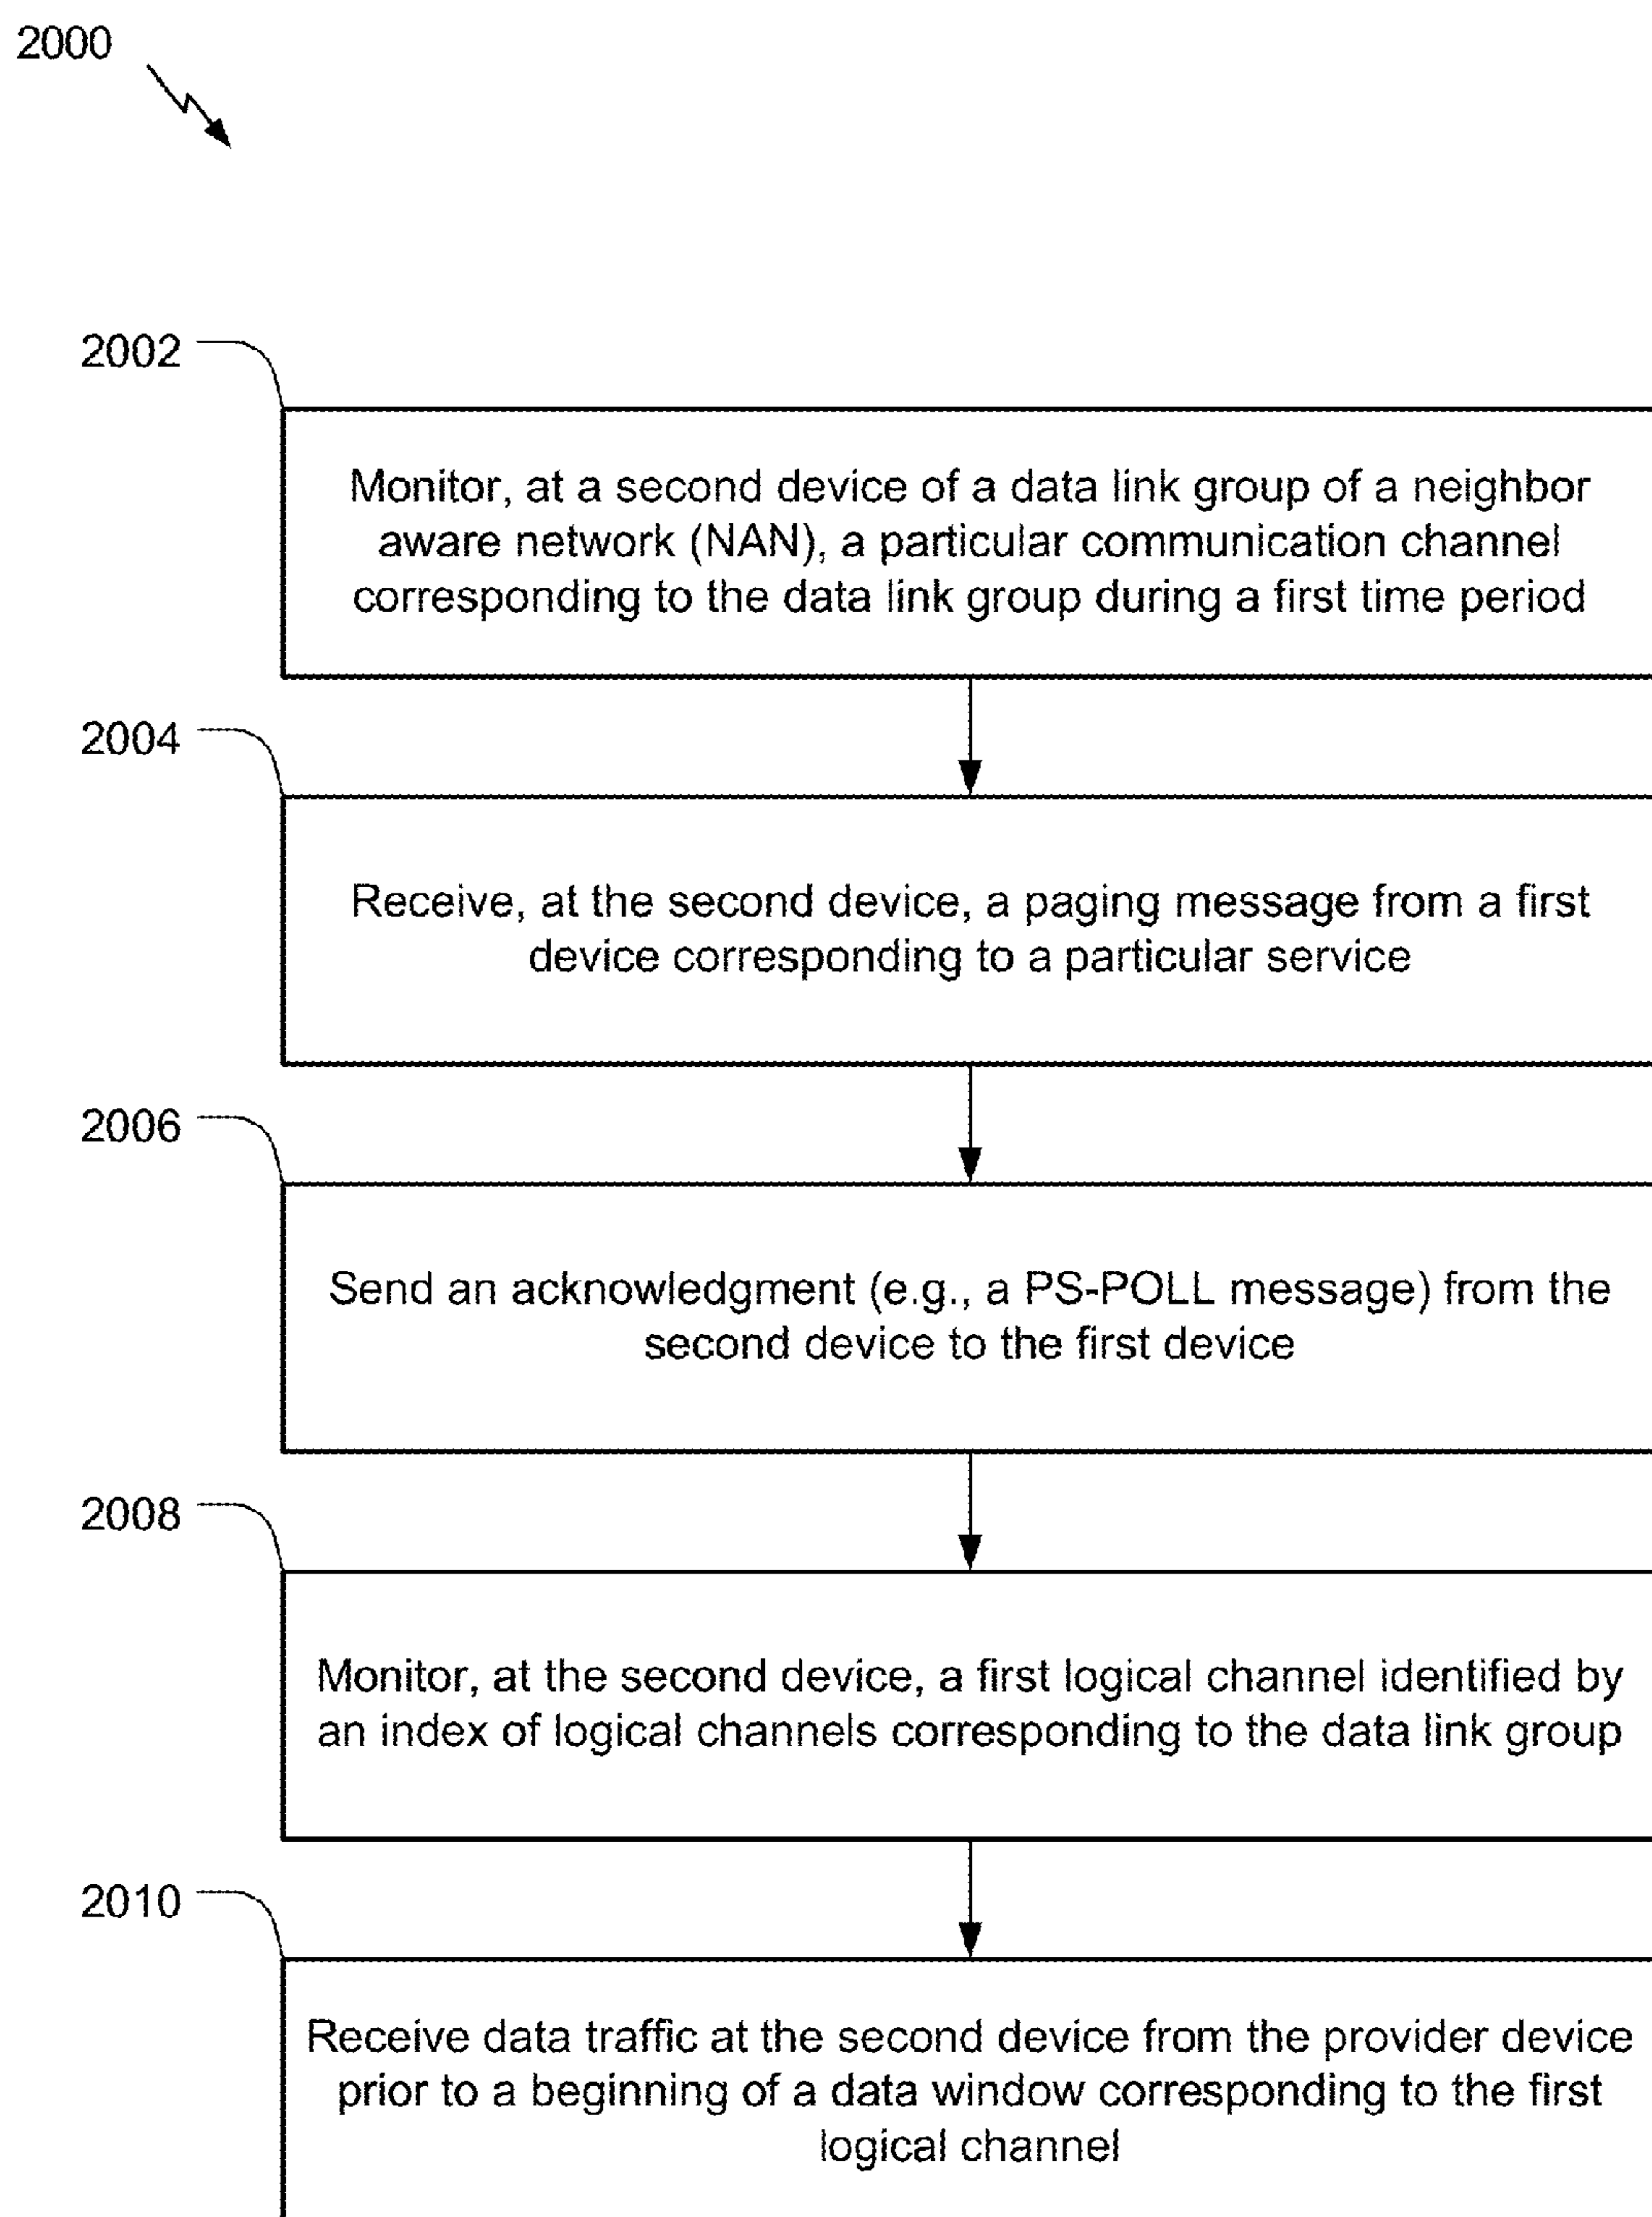 2000
2002
Monitor, at a second device of a data link group of a neighbor
aware network (NAN), a particular communication channel
corresponding to the data link group during a first time period
2004
Receive, at the second device, a paging message from a first
device corresponding to a particular service
2006
Send an acknowledgment (e.g., a PS-POLL message) from the
second device to the first device
2008
Monitor, at the second device, a first logical channel identified by
an index of logical channels corresponding to the data link group
2010
Receive data traffic at the second device from the provider device
prior to a beginning of a data window corresponding to the first
logical channel